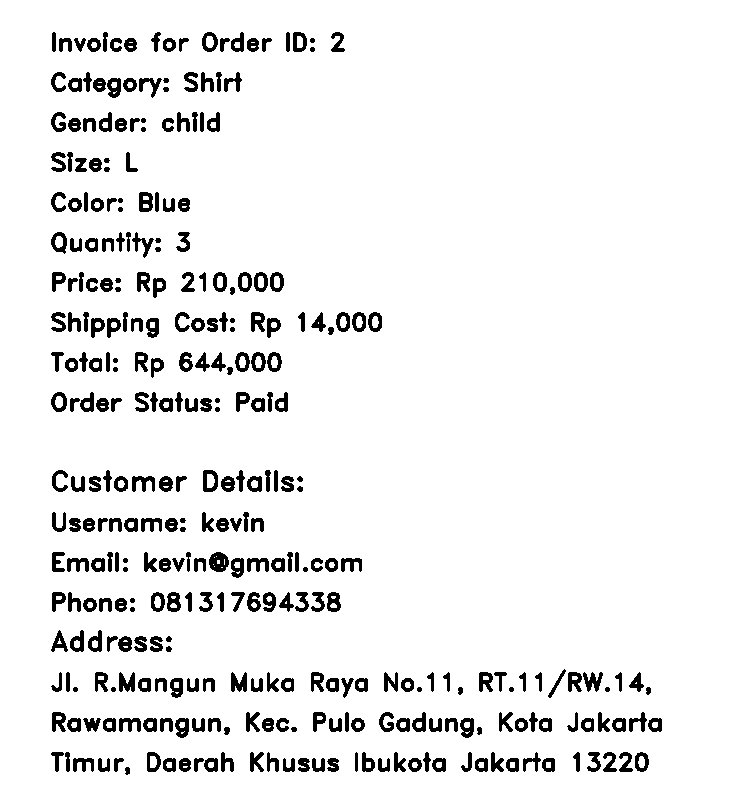 Invoice for Order ID: 2
Category: Shirt
Gender: child
Size: L
Color: Blue
Quantity: 3
Price: Rp 210,000
Shipping Cost: Rp 14,000
Total: Rp 644,000
Order Status: Paid
Customer Details:
Username: kevin
Email: kevin@gmail.com
Phone: 081317694338
Address:
Jl. R.Mangun Muka Raya No.11, RT.11/RW.14,
Rawamangun, Kec. Pulo Gadung, Kota Jakarta
Timur, Daerah Khusus Ibukota Jakarta 13220